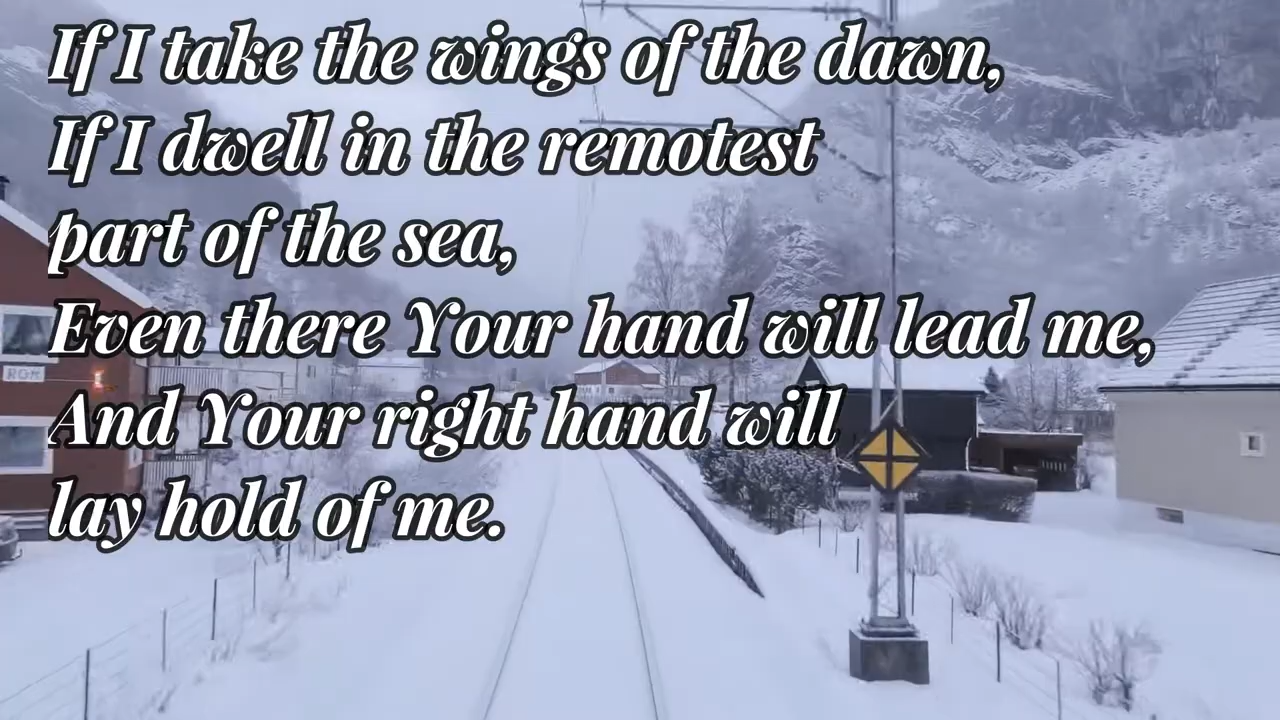 If I take the wings of the dawn,
If I dwell in the remotest
part of the sea,
Even there Your hand will lead me,
And Your right hand will
lay hold of me.